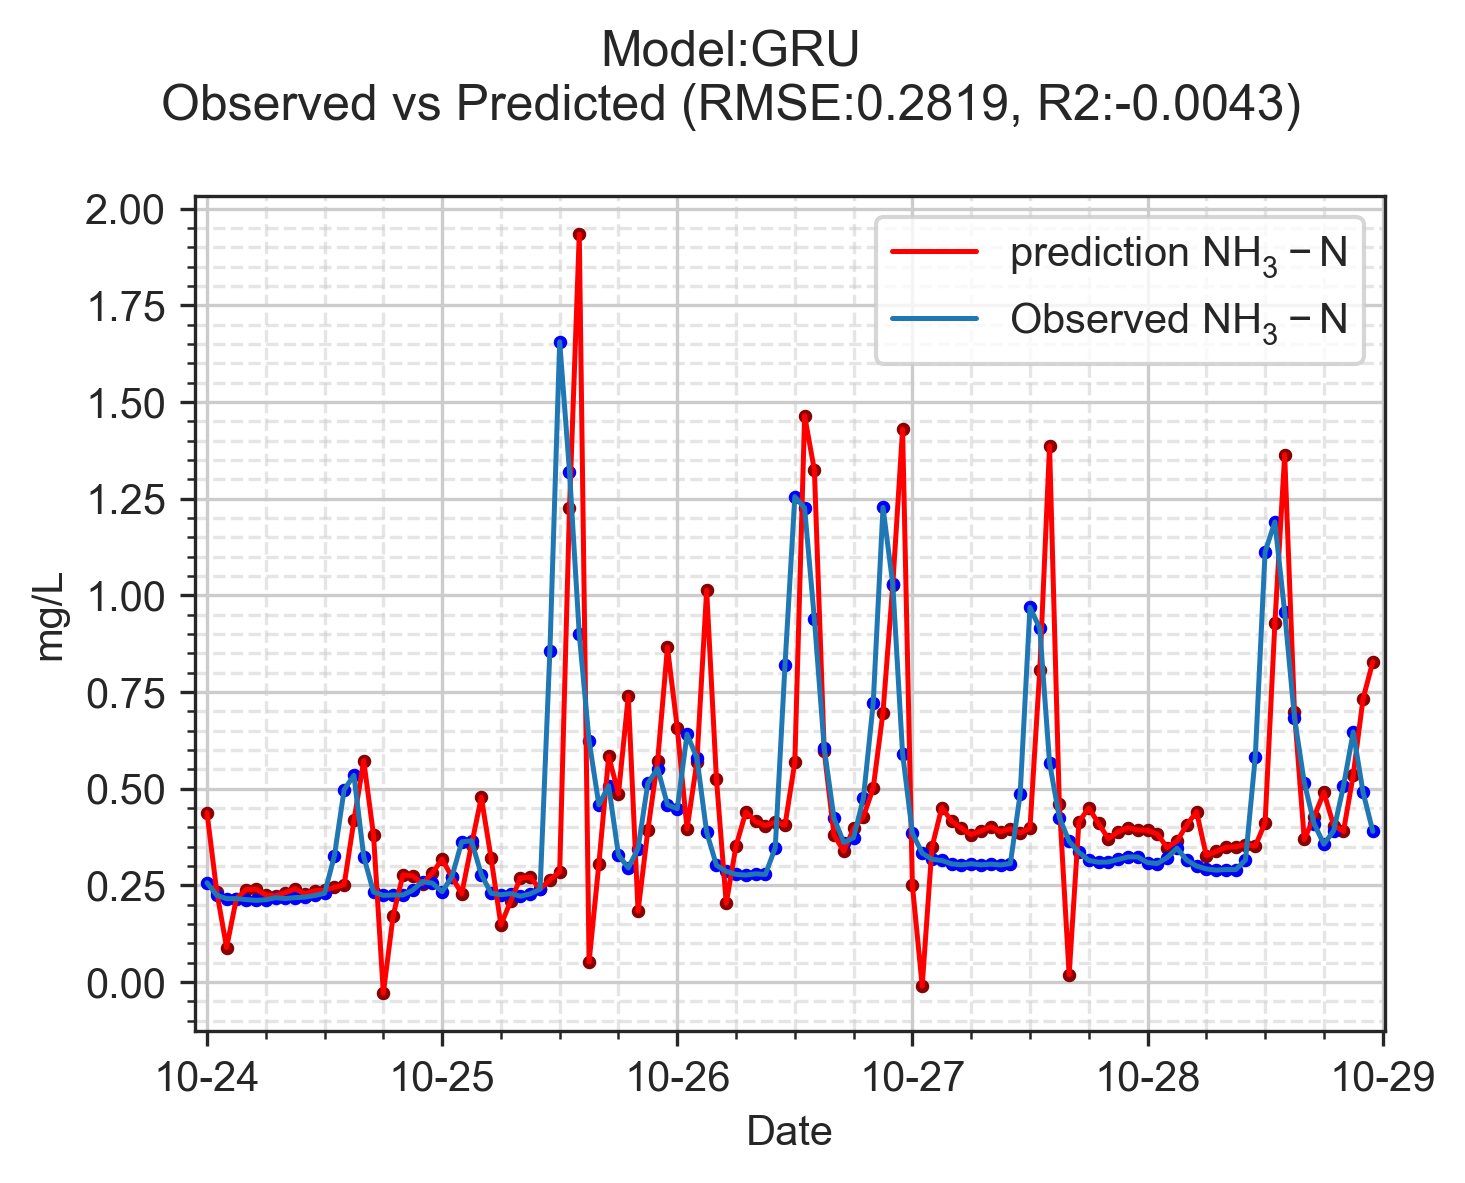 Model:GRU
Observed vs Predicted (RMSE:0.2819, R2:-0.0043)
prediction NH₃ − N
Observed NH₃ − N
mg/L
2.00
1.75
1.50
1.25
1.00
0.75
0.50
0.25
0.00
10-24 10-25 10-26 10-27 10-28 10-29
Date